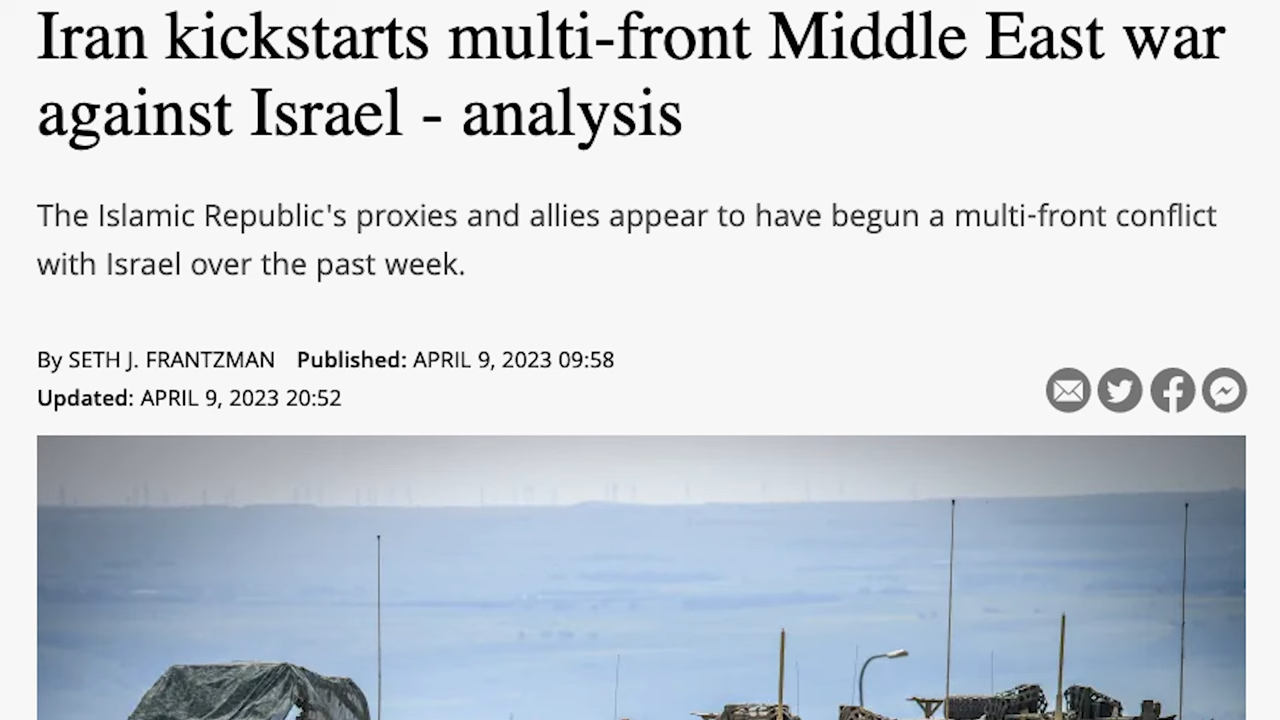 Iran kickstarts multi-front Middle East war
against Israel - analysis
The Islamic Republic's proxies and allies appear to have begun a multi-front conflict
with Israel over the past week.
By SETH J. FRANTZMAN Published: APRIL 9, 2023 09:58
Updated: APRIL 9, 2023 20:52